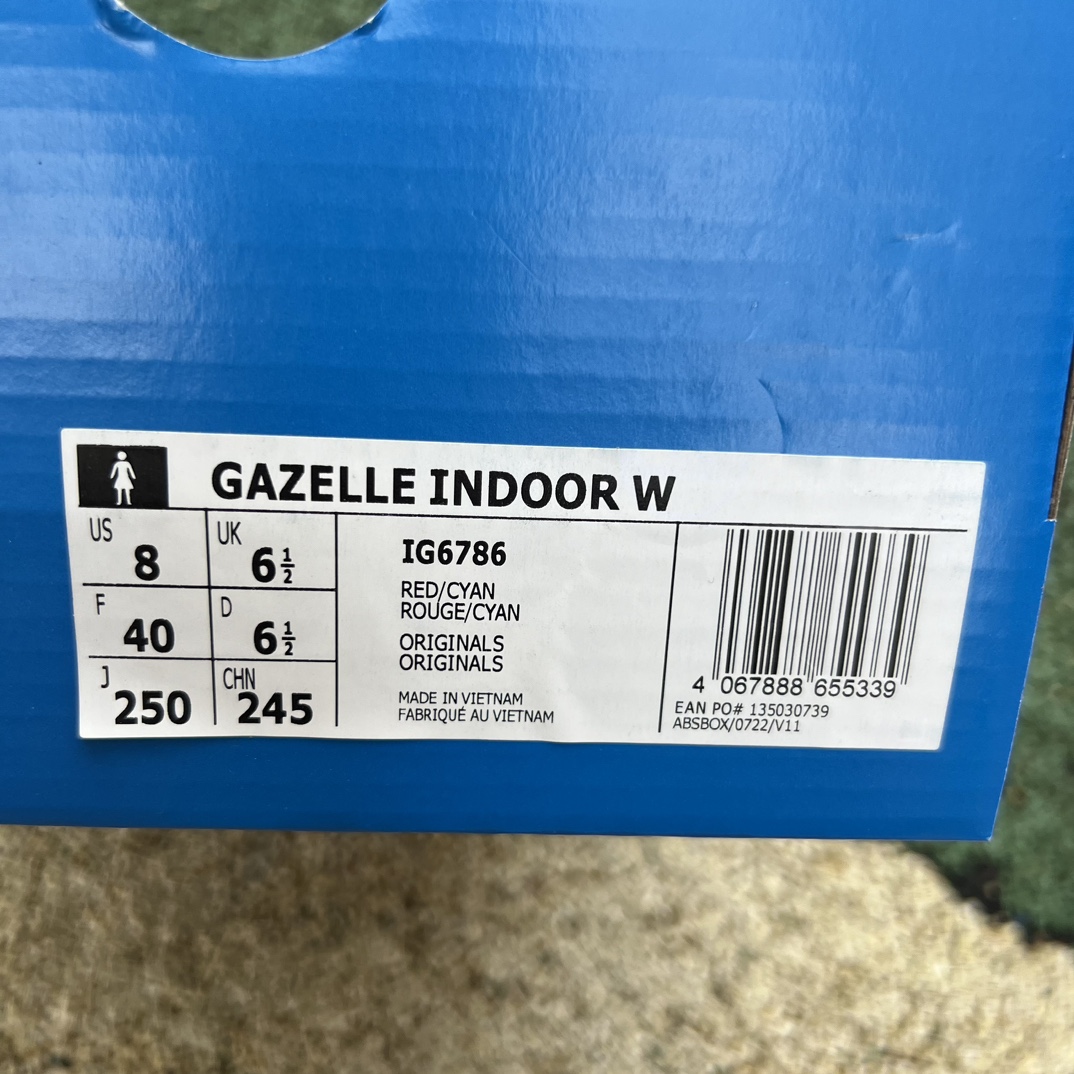 GAZELLE INDOOR W
US 8 UK 6½
F 40 D 6½
J 250 CHN 245
IG6786
RED/CYAN
ROUGE/CYAN
ORIGINALS
ORIGINALS
MADE IN VIETNAM
FABRIQUÉ AU VIETNAM
4 067888 655339
EAN PO# 135030739
ABSBOX/0722/V11